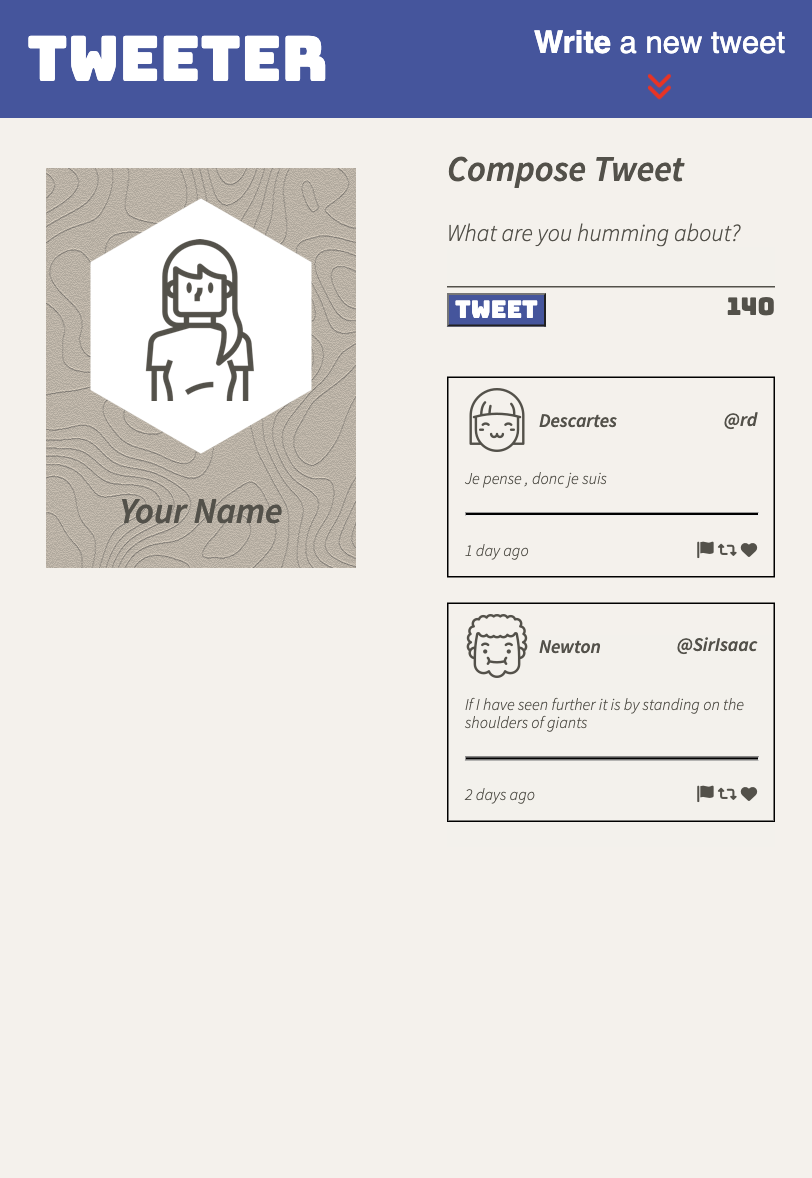 TWEETER
Write a new tweet
Your Name
Compose Tweet
What are you humming about?
TWEET
140
Descartes
@rd
Je pense , donc je suis
1 day ago
Newton
@SirIsaac
If I have seen further it is by standing on the
shoulders of giants
2 days ago